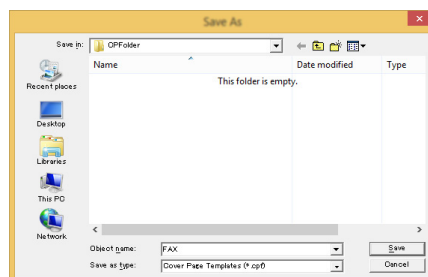 Save As
Save in:
OPFolder
Name
Date modified
Type
This folder is empty.
Recent places
Desktop
Libraries
This PC
Network
Object name:
FAX
Save
Save as type:
Cover Page Templates (*.cpf)
Cancel